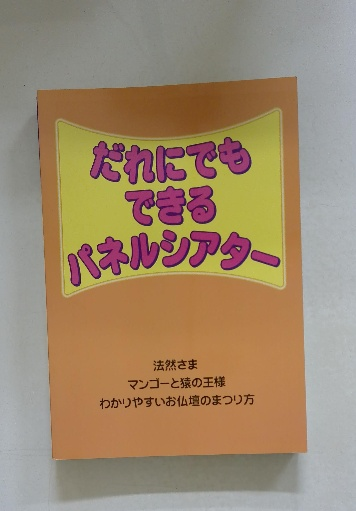 だれにでも
できる
パネルシアター
法然さま
マンゴーと猿の王様
わかりやすいお仏壇のまつり方